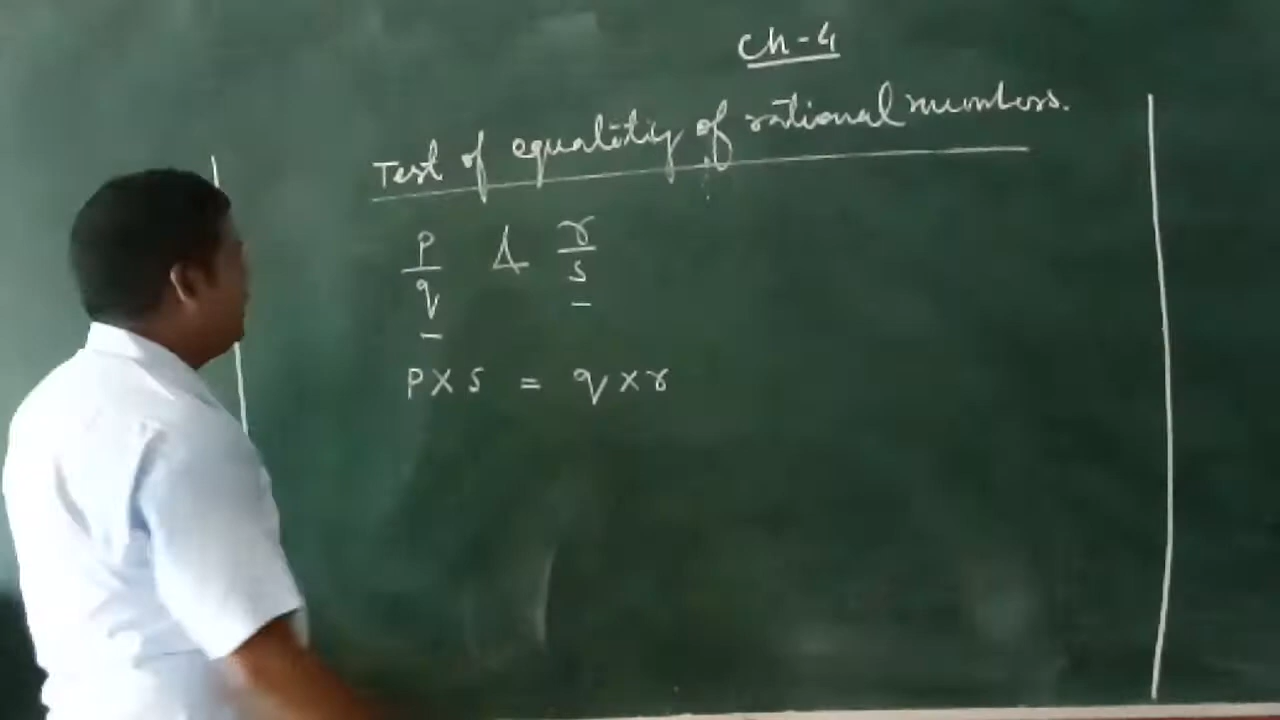 Ch-4
Test of equality of rational numbers.
p/q & r/s
p×s = q×r